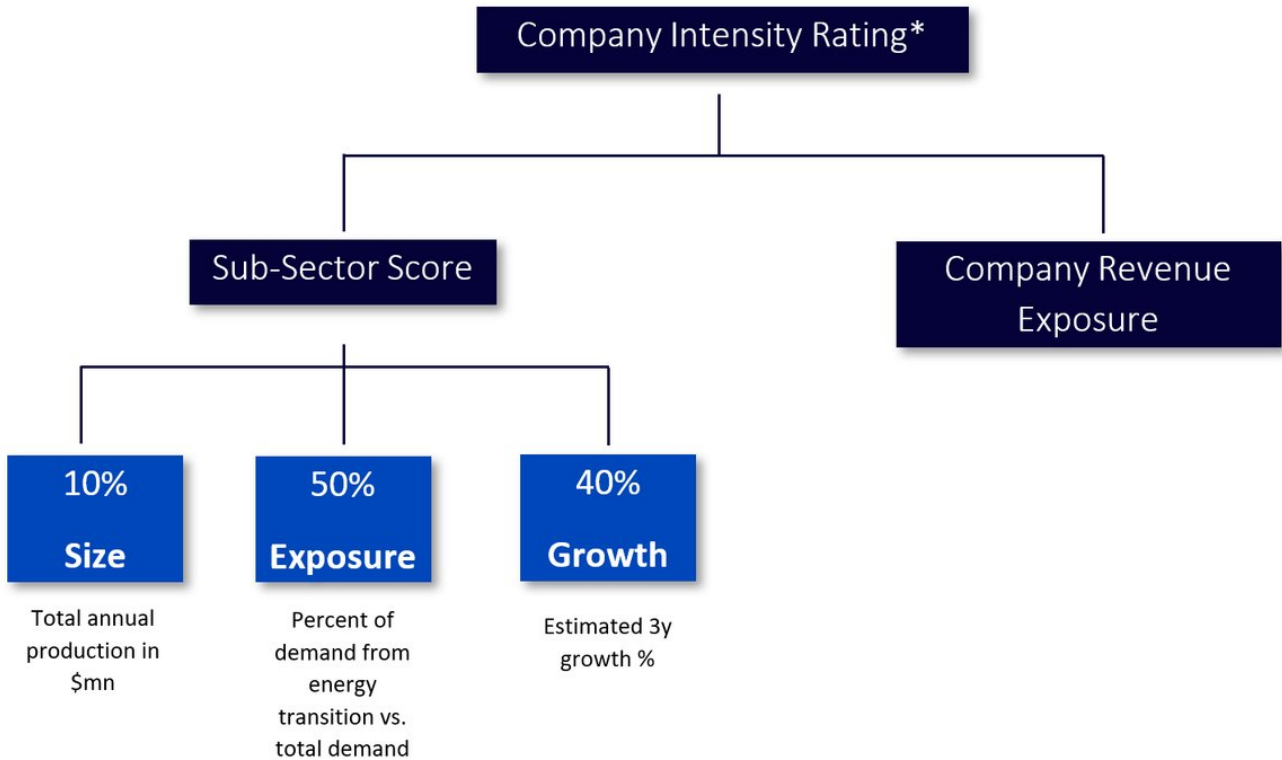 Company Intensity Rating*
Sub-Sector Score
Company Revenue
Exposure
10%
Size
50%
Exposure
40%
Growth
Total annual
production in
$mn
Percent of
demand from
energy
transition vs.
total demand
Estimated 3y
growth %